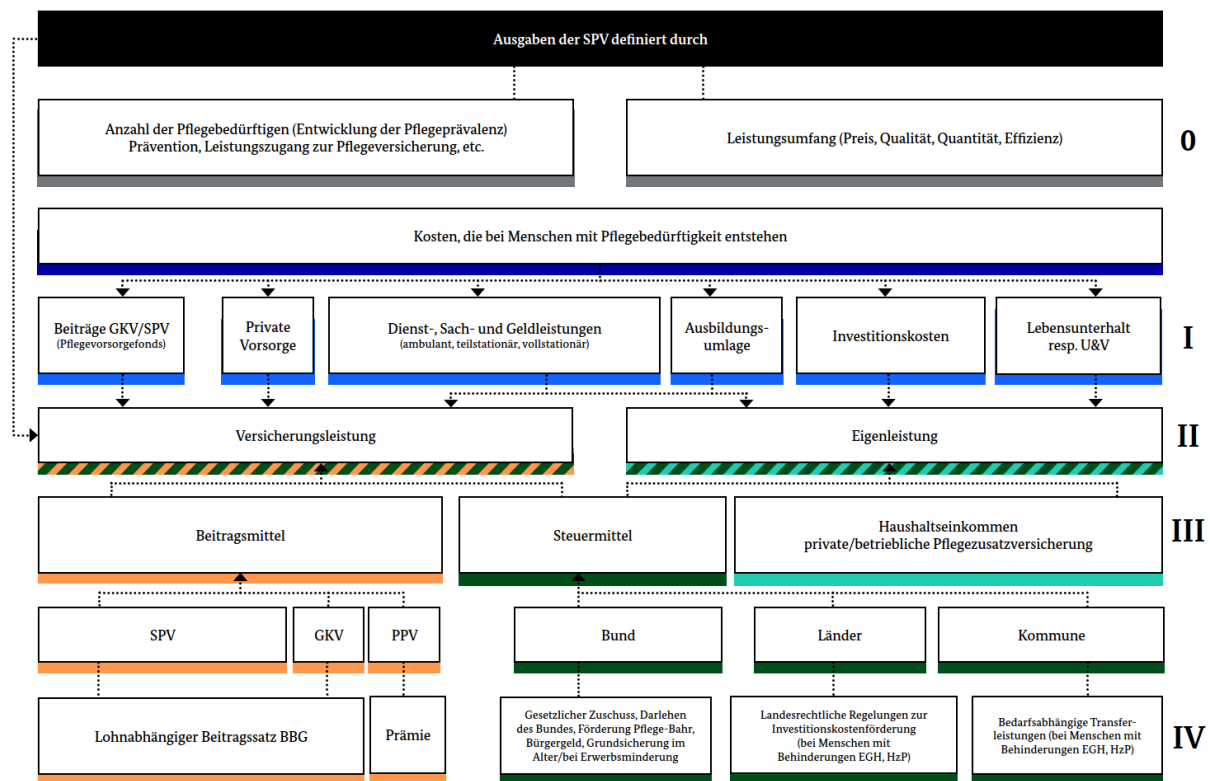 Ausgaben der SPV definiert durch
Anzahl der Pflegebedürftigen (Entwicklung der Pflegeprävalenz)
Prävention, Leistungszugang zur Pflegeversicherung, etc.
Leistungsumfang (Preis, Qualität, Quantität, Effizienz)
0
Kosten, die bei Menschen mit Pflegebedürftigkeit entstehen
Beiträge GKV/SPV
(Pflegevorsorgefonds)
Private
Vorsorge
Dienst-, Sach- und Geldleistungen
(ambulant, teilstationär, vollstationär)
Ausbildungs-
umlage
Investitionskosten
Lebensunterhalt
resp. U&V
I
Versicherungsleistung
Eigenleistung
II
Beitragsmittel
Steuermittel
Haushaltseinkommen
private/betriebliche Pflegezusatzversicherung
III
SPV
GKV
PPV
Bund
Länder
Kommune
Lohnabhängiger Beitragssatz BBG
Prämie
Gesetzlicher Zuschuss, Darlehen
des Bundes, Förderung Pflege-Bahr,
Bürgergeld, Grundsicherung im
Alter/bei Erwerbsminderung
Landesrechtliche Regelungen zur
Investitionskostenförderung
(bei Menschen mit
Behinderungen EGH, HzP)
Bedarfsabhängige Transfer-
leistungen (bei Menschen mit
Behinderungen EGH, HzP)
IV